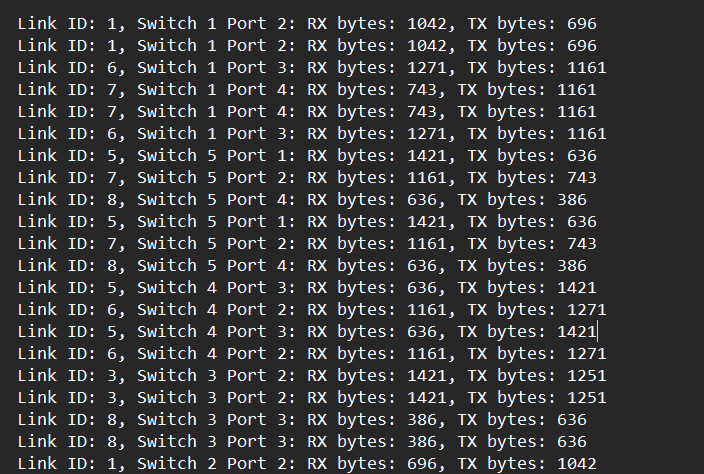 Link ID: 1, Switch 1 Port 2: RX bytes: 1042, TX bytes: 696
Link ID: 1, Switch 1 Port 2: RX bytes: 1042, TX bytes: 696
Link ID: 6, Switch 1 Port 3: RX bytes: 1271, TX bytes: 1161
Link ID: 7, Switch 1 Port 4: RX bytes: 743, TX bytes: 1161
Link ID: 7, Switch 1 Port 4: RX bytes: 743, TX bytes: 1161
Link ID: 6, Switch 1 Port 3: RX bytes: 1271, TX bytes: 1161
Link ID: 5, Switch 5 Port 1: RX bytes: 1421, TX bytes: 636
Link ID: 7, Switch 5 Port 2: RX bytes: 1161, TX bytes: 743
Link ID: 8, Switch 5 Port 4: RX bytes: 636, TX bytes: 386
Link ID: 5, Switch 5 Port 1: RX bytes: 1421, TX bytes: 636
Link ID: 7, Switch 5 Port 2: RX bytes: 1161, TX bytes: 743
Link ID: 8, Switch 5 Port 4: RX bytes: 636, TX bytes: 386
Link ID: 5, Switch 4 Port 3: RX bytes: 636, TX bytes: 1421
Link ID: 6, Switch 4 Port 2: RX bytes: 1161, TX bytes: 1271
Link ID: 5, Switch 4 Port 3: RX bytes: 636, TX bytes: 1421
Link ID: 6, Switch 4 Port 2: RX bytes: 1161, TX bytes: 1271
Link ID: 3, Switch 3 Port 2: RX bytes: 1421, TX bytes: 1251
Link ID: 3, Switch 3 Port 2: RX bytes: 1421, TX bytes: 1251
Link ID: 8, Switch 3 Port 3: RX bytes: 386, TX bytes: 636
Link ID: 8, Switch 3 Port 3: RX bytes: 386, TX bytes: 636
Link ID: 1, Switch 2 Port 2: RX bytes: 696, TX bytes: 1042